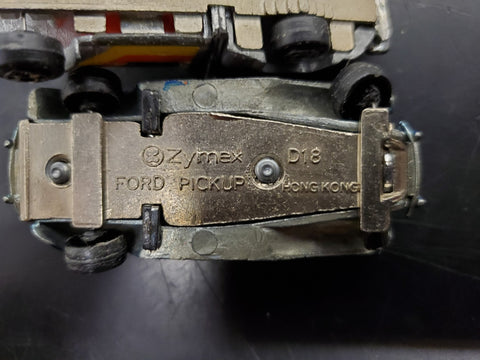 Zymex D18
FORD PICKUP HONG KONG